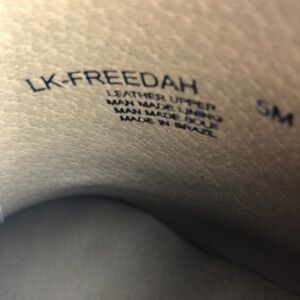 LK-FREEDAH 5M
LEATHER UPPER
MAN MADE LINING
MAN MADE SOLE
MADE IN BRAZIL